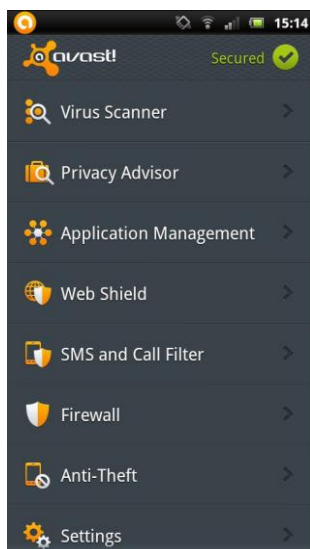 15:14
avast!
Secured
Virus Scanner
Privacy Advisor
Application Management
Web Shield
SMS and Call Filter
Firewall
Anti-Theft
Settings